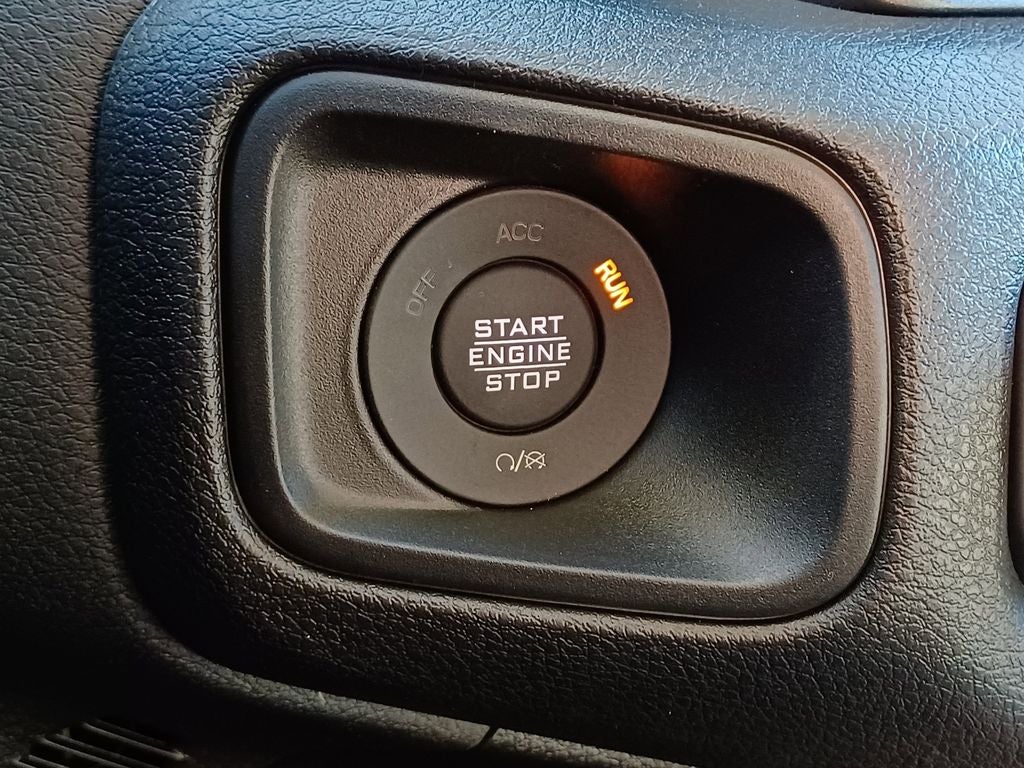 ACC
OFF
RUN
START
ENGINE
STOP